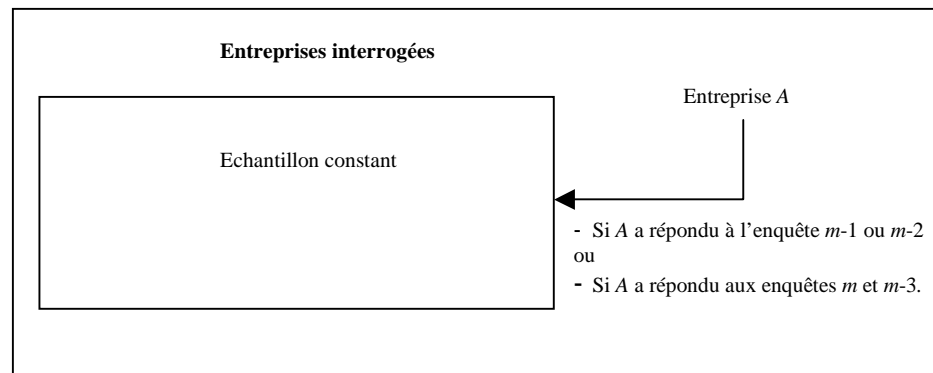 Entreprises interrogées
Entreprise A
Echantillon constant
- Si A a répondu à l’enquête m-1 ou m-2
ou
- Si A a répondu aux enquêtes m et m-3.